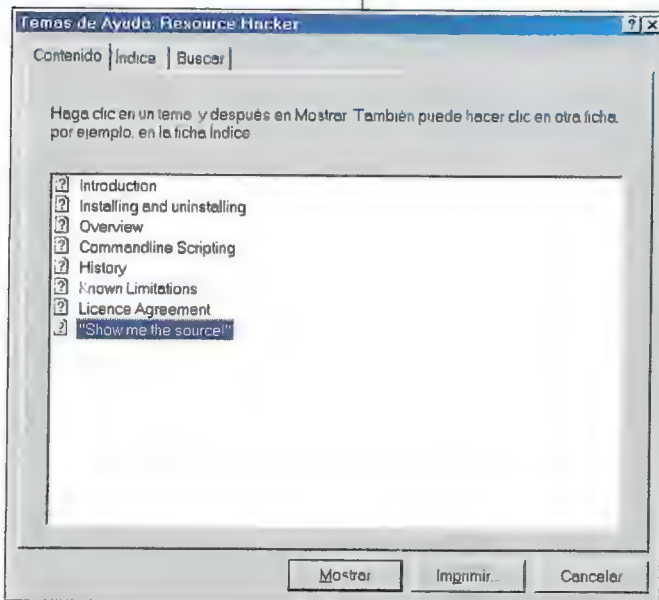 Temas de Ayuda: Resource Hacker
Contenido Índice Buscar
Haga clic en un tema y después en Mostrar También puede hacer clic en otra ficha,
por ejemplo, en la ficha Índice
Introduction
Installing and uninstalling
Overview
Commandline Scripting
History
Known Limitations
Licence Agreement
"Show me the source!"
Mostrar Imprimir... Cancelar